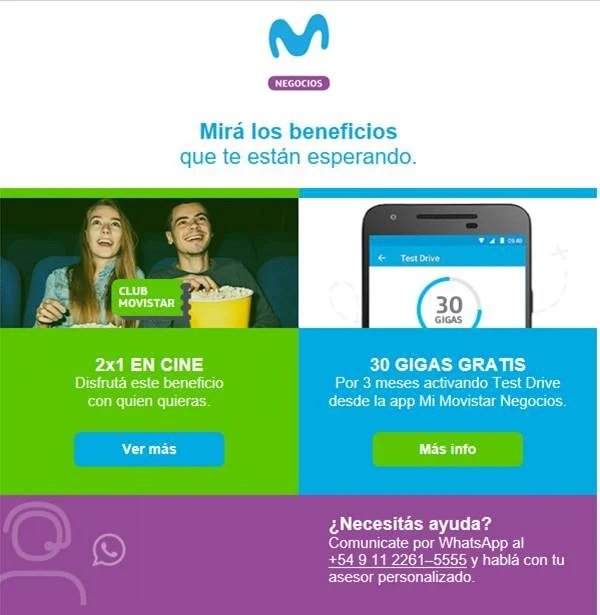 NEGOCIOS
Mirá los beneficios
que te están esperando.
CLUB
MOVISTAR
2x1 EN CINE
Disfrutá este beneficio
con quien quieras.
Ver más
09:40
Test Drive
30
GIGAS
30 GIGAS GRATIS
Por 3 meses activando Test Drive
desde la app Mi Movistar Negocios.
Más info
¿Necesitás ayuda?
Comunicate por WhatsApp al
+54 9 11 2261–5555 y hablá con tu
asesor personalizado.